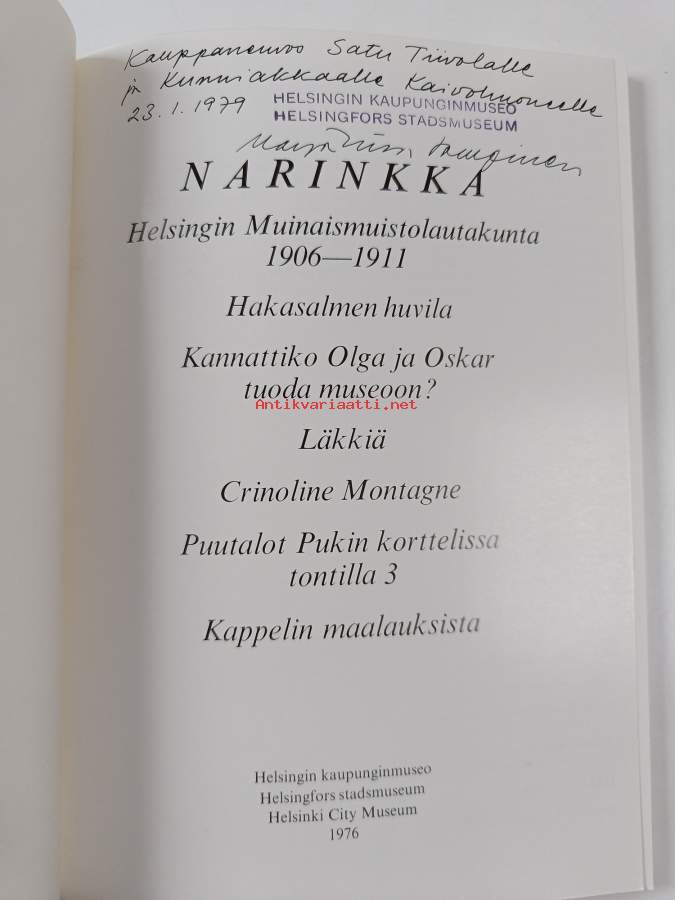 Kauppaneuvos Satu Tiivolalle
ja Kunniakkaalle Kaivohuoneelle
23.1.1979
HELSINGIN KAUPUNGINMUSEO
HELSINGFORS STADSMUSEUM
NARINKKA
Helsingin Muinaismuistolautakunta
1906—1911
Hakasalmen huvila
Kannattiko Olga ja Oskar
tuoda museoon?
Antikvariaatti.net
Läkkiä
Crinoline Montagne
Puutalot Pukin korttelissa
tontilla 3
Kappelin maalauksista
Helsingin kaupunginmuseo
Helsingfors stadsmuseum
Helsinki City Museum
1976